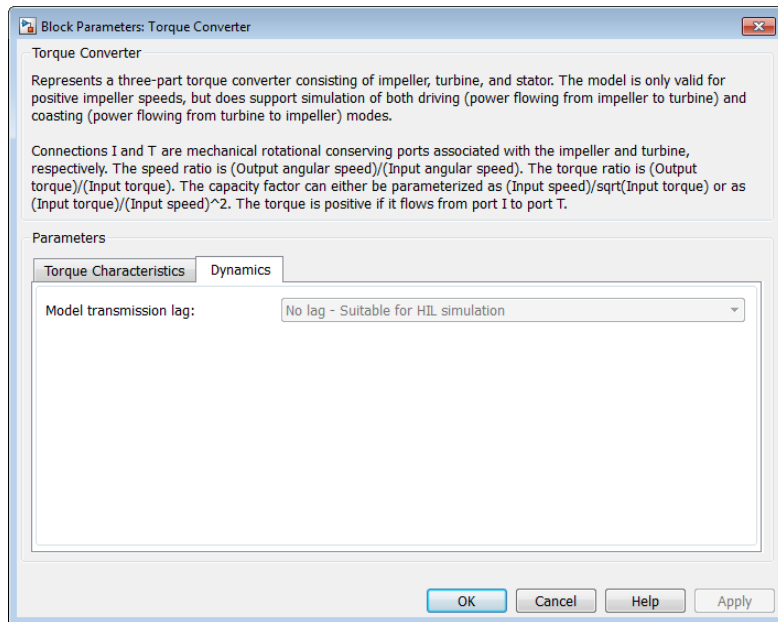 Block Parameters: Torque Converter
Torque Converter
Represents a three-part torque converter consisting of impeller, turbine, and stator. The model is only valid for
positive impeller speeds, but does support simulation of both driving (power flowing from impeller to turbine) and
coasting (power flowing from turbine to impeller) modes.
Connections I and T are mechanical rotational conserving ports associated with the impeller and turbine,
respectively. The speed ratio is (Output angular speed)/(Input angular speed). The torque ratio is (Output
torque)/(Input torque). The capacity factor can either be parameterized as (Input speed)/sqrt(Input torque) or as
(Input torque)/(Input speed)^2. The torque is positive if it flows from port I to port T.
Parameters
Torque Characteristics Dynamics
Model transmission lag: No lag - Suitable for HIL simulation
OK Cancel Help Apply